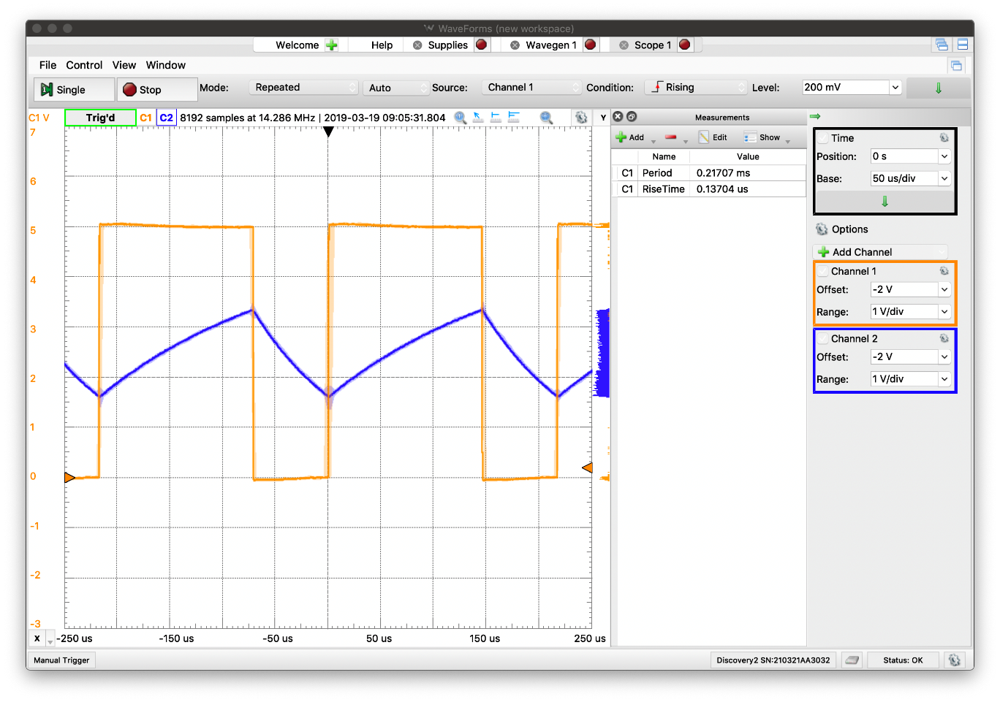 WaveForms (new workspace)
Welcome Help Supplies Wavegen 1 Scope 1
File Control View Window
Single Stop Mode: Repeated Auto Source: Channel 1 Condition: Rising Level: 200 mV
C1 V Trig'd C1 C2 8192 samples at 14.286 MHz | 2019-03-19 09:05:31.804 Y
7
6
5
4
3
2
1
0
-1
-2
-3
X -250 us -150 us -50 us 50 us 150 us 250 us
Measurements
Add Edit Show
Name Value
C1 Period 0.21707 ms
C1 RiseTime 0.13704 us
Time
Position: 0 s
Base: 50 us/div
Options
Add Channel
Channel 1
Offset: -2 V
Range: 1 V/div
Channel 2
Offset: -2 V
Range: 1 V/div
Manual Trigger Discovery2 SN:210321AA3032 Status: OK